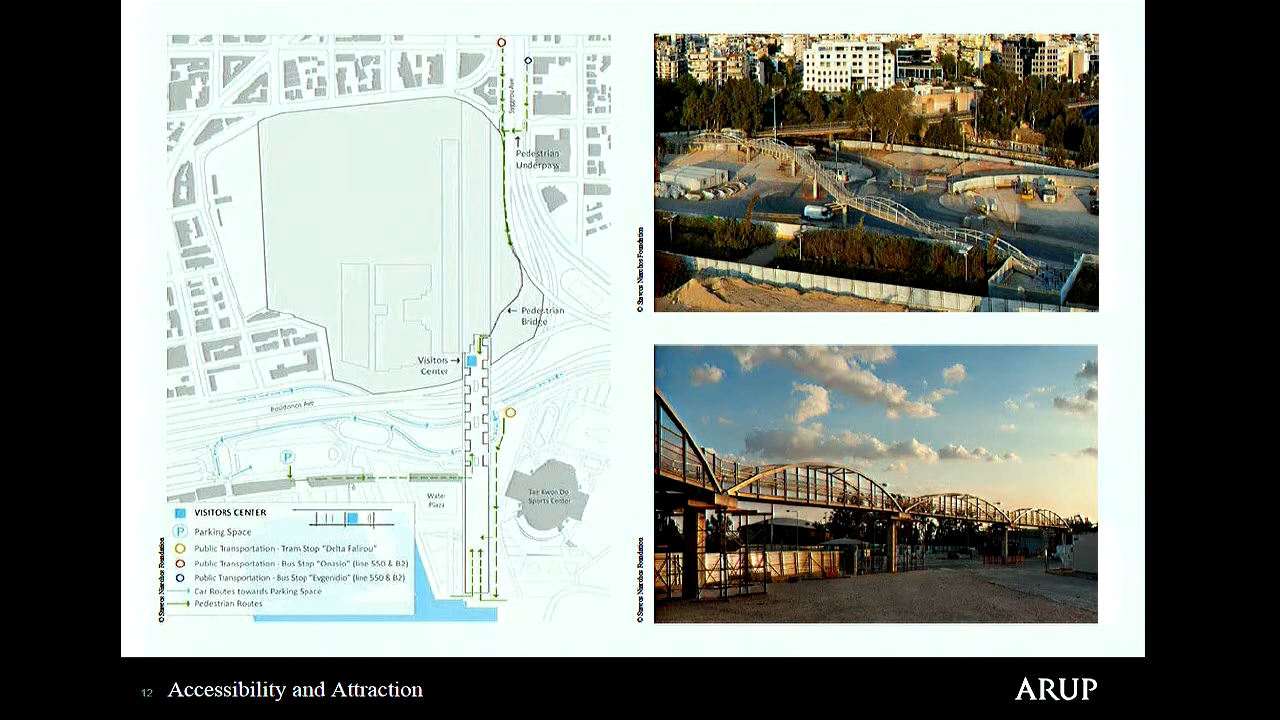 Syggrou Ave
Pedestrian
Underpass
Pedestrian
Bridge
Visitors
Center
Posidonos Ave
P
Water
Plaza
Tae Kwon Do
Sports Center
VISITORS CENTER
P Parking Space
Public Transportation - Tram Stop "Delta Falirou"
Public Transportation - Bus Stop "Onasio" (line 550 & B2)
Public Transportation - Bus Stop "Evgenidio" (line 550 & B2)
Car Routes towards Parking Space
Pedestrian Routes
© Stavros Niarchos Foundation
© Stavros Niarchos Foundation
© Stavros Niarchos Foundation
12 Accessibility and Attraction
ARUP